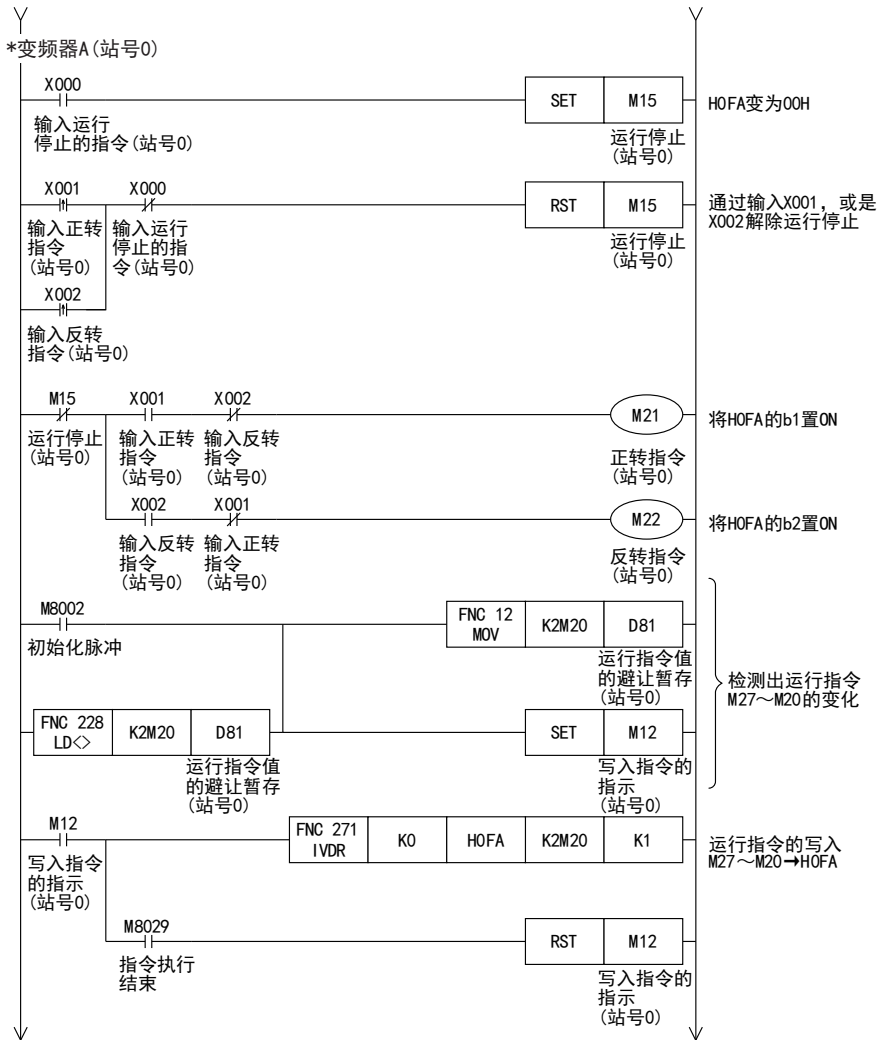 *变频器A(站号0)
X000
SET M15
H0FA变为00H
输入运行
停止的指令(站号0)
运行停止
(站号0)
X001 X000
RST M15
通过输入X001，或是
X002解除运行停止
输入正转
指令
(站号0)
输入运行
停止的指
令(站号0)
运行停止
(站号0)
X002
输入反转
指令(站号0)
M15 X001 X002
M21
将H0FA的b1置ON
运行停止
(站号0)
输入正转
指令
(站号0)
输入反转
指令
(站号0)
正转指令
(站号0)
X002 X001
M22
将H0FA的b2置ON
输入反转
指令
(站号0)
输入正转
指令
(站号0)
反转指令
(站号0)
M8002
初始化脉冲
FNC 12
MOV
K2M20 D81
运行指令值
的避让暂存
(站号0)
检测出运行指令
M27～M20的变化
FNC 228
LD<>
K2M20 D81
运行指令值
的避让暂存
(站号0)
SET M12
写入指令的
指示
(站号0)
M12
写入指令
的指示
(站号0)
FNC 271
IVDR
K0 H0FA K2M20 K1
运行指令的写入
M27～M20→H0FA
M8029
指令执行
结束
RST M12
写入指令的
指示
(站号0)